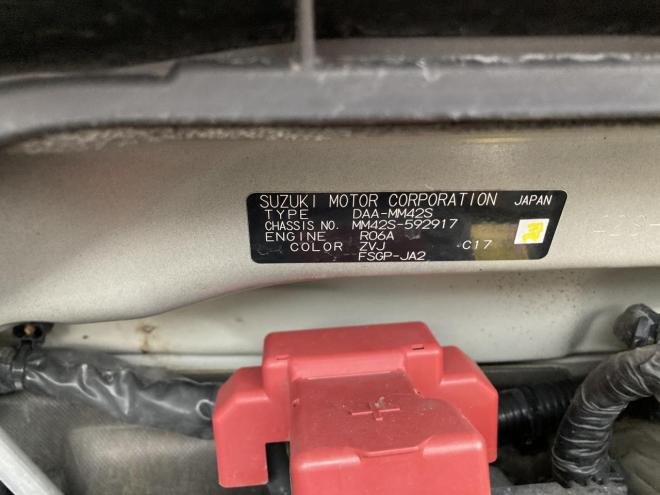 SUZUKI MOTOR CORPORATION JAPAN
TYPE DAA-MM42S
CHASSIS NO. MM42S-592917
ENGINE R06A
COLOR ZVJ C17
FSGP-JA2
+